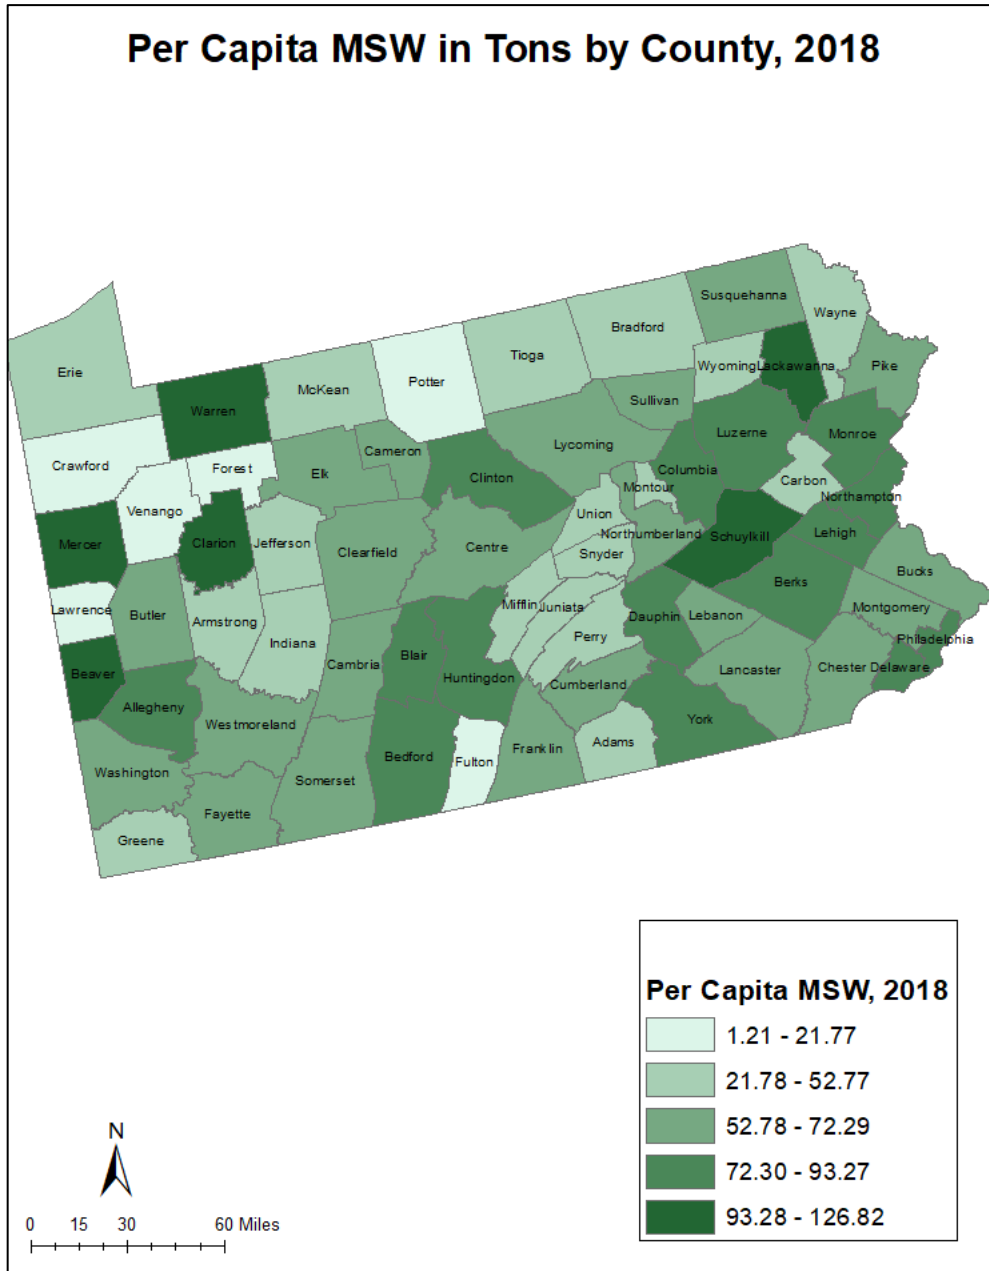 Per Capita MSW in Tons by County, 2018
Susquehanna
Wayne
Bradford
Tioga
Wyoming
Lackawanna
Pike
Erie
McKean
Potter
Warren
Sullivan
Luzerne
Monroe
Lycoming
Cameron
Crawford
Forest
Elk
Columbia
Clinton
Montour
Carbon
Northampton
Venango
Union
Mercer
Clarion
Jefferson
Clearfield
Centre
Northumberland
Snyder
Schuylkill
Lehigh
Bucks
Berks
Lawrence
Butler
Armstrong
Mifflin
Juniata
Dauphin
Lebanon
Montgomery
Indiana
Perry
Philadelphia
Beaver
Cambria
Blair
Huntingdon
Cumberland
Lancaster
Chester
Delaware
Allegheny
Westmoreland
York
Washington
Somerset
Bedford
Fulton
Franklin
Adams
Fayette
Greene
Per Capita MSW, 2018
1.21 - 21.77
21.78 - 52.77
52.78 - 72.29
72.30 - 93.27
93.28 - 126.82
N
0 15 30 60 Miles